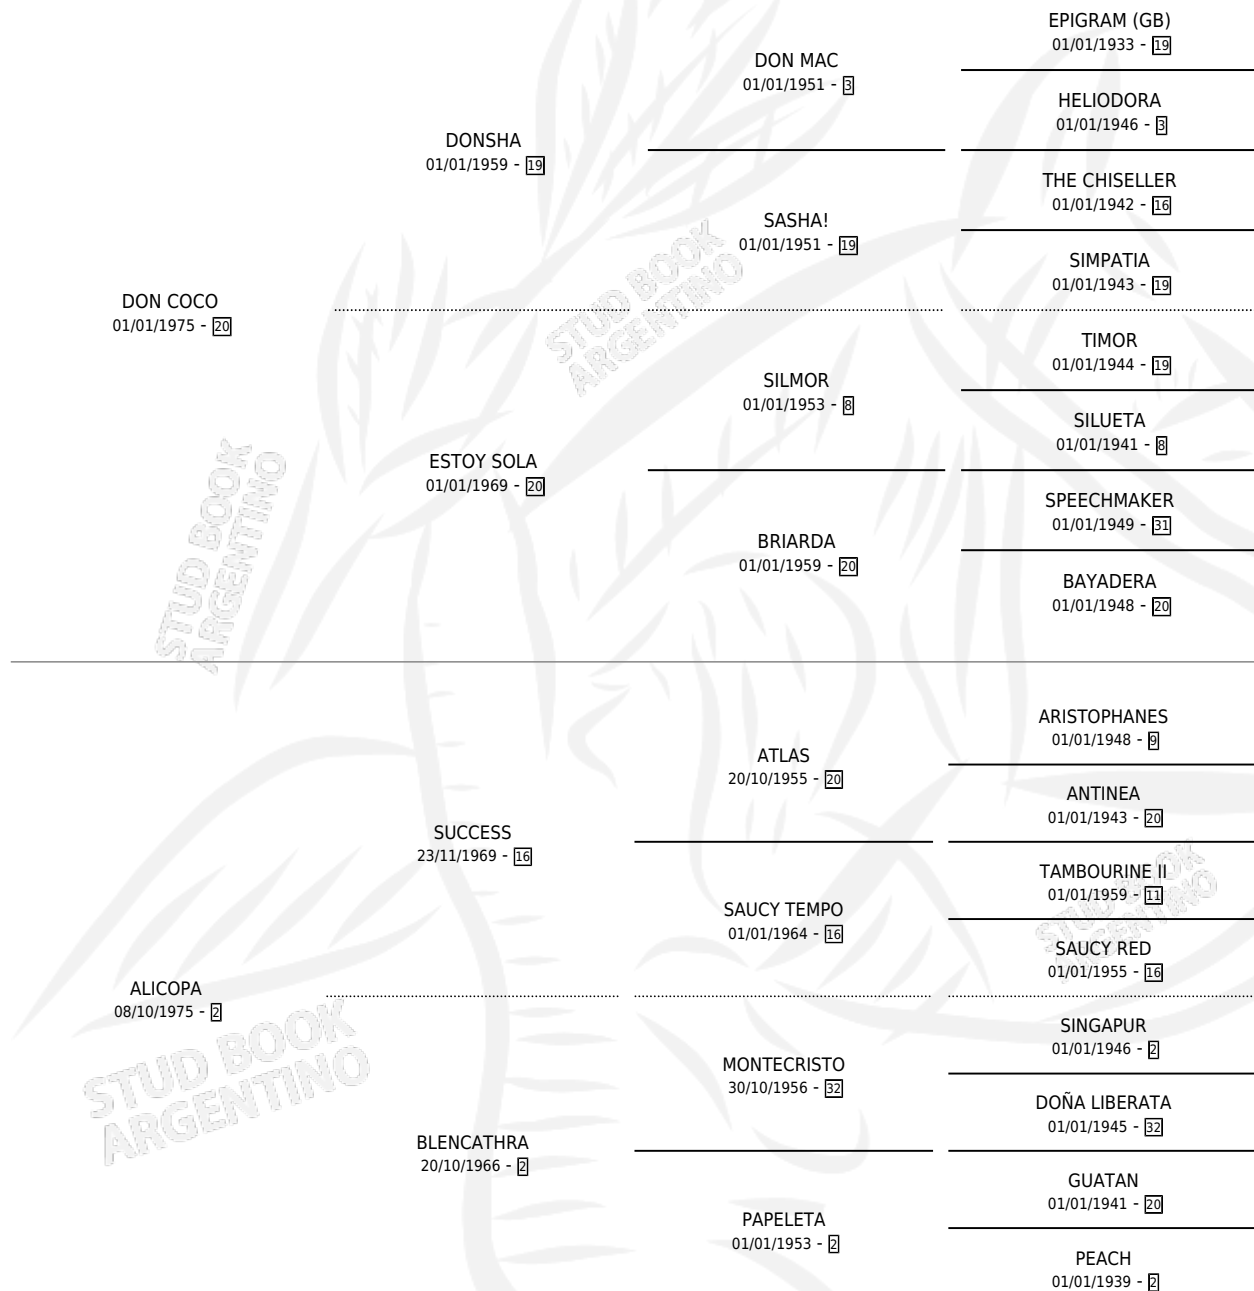 EPIGRAM (GB)
01/01/1933 - 19
DON MAC
01/01/1951 - 3
HELIODORA
01/01/1946 - 3
DONSHA
01/01/1959 - 19
THE CHISELLER
01/01/1942 - 16
SASHA!
01/01/1951 - 19
SIMPATIA
01/01/1943 - 19
DON COCO
01/01/1975 - 20
TIMOR
01/01/1944 - 19
SILMOR
01/01/1953 - 8
SILUETA
01/01/1941 - 8
ESTOY SOLA
01/01/1969 - 20
SPEECHMAKER
01/01/1949 - 31
BRIARDA
01/01/1959 - 20
BAYADERA
01/01/1948 - 20
ARISTOPHANES
01/01/1948 - 9
ATLAS
20/10/1955 - 20
ANTINEA
01/01/1943 - 20
SUCCESS
23/11/1969 - 16
TAMBOURINE II
01/01/1959 - 11
SAUCY TEMPO
01/01/1964 - 16
SAUCY RED
01/01/1955 - 16
ALICOPA
08/10/1975 - 2
SINGAPUR
01/01/1946 - 2
MONTECRISTO
30/10/1956 - 32
DOÑA LIBERATA
01/01/1945 - 32
BLENCATHRA
20/10/1966 - 2
GUATAN
01/01/1941 - 20
PAPELETA
01/01/1953 - 2
PEACH
01/01/1939 - 2
STUD BOOK
ARGENTINO
STUD BOOK
ARGENTINO
STUD BOOK
ARGENTINO
STUD BOOK
ARGENTINO